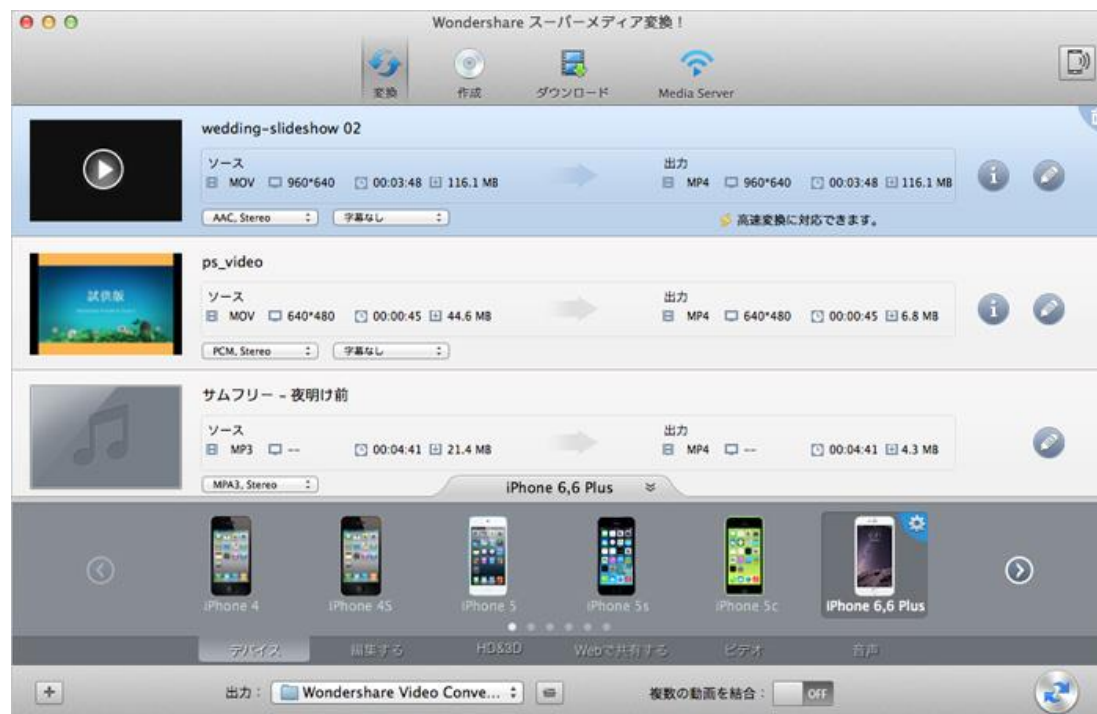 Wondershare スーパーメディア変換！
変換 作成 ダウンロード Media Server
wedding-slideshow 02
ソース 出力
MOV 960*640 00:03:48 116.1 MB MP4 960*640 00:03:48 116.1 MB
AAC, Stereo 字幕なし 高速変換に対応できます。
ps_video
試供版
ソース 出力
MOV 640*480 00:00:45 44.6 MB MP4 640*480 00:00:45 6.8 MB
PCM, Stereo 字幕なし
サムフリー - 夜明け前
ソース 出力
MP3 -- 00:04:41 21.4 MB MP4 -- 00:04:41 4.3 MB
MPA3, Stereo
iPhone 6,6 Plus
iPhone 4 iPhone 4S iPhone 5 iPhone 5s iPhone 5c iPhone 6,6 Plus
デバイス 編集する HD&3D Webで共有する ビデオ 音声
出力： Wondershare Video Conve... 複数の動画を結合： OFF